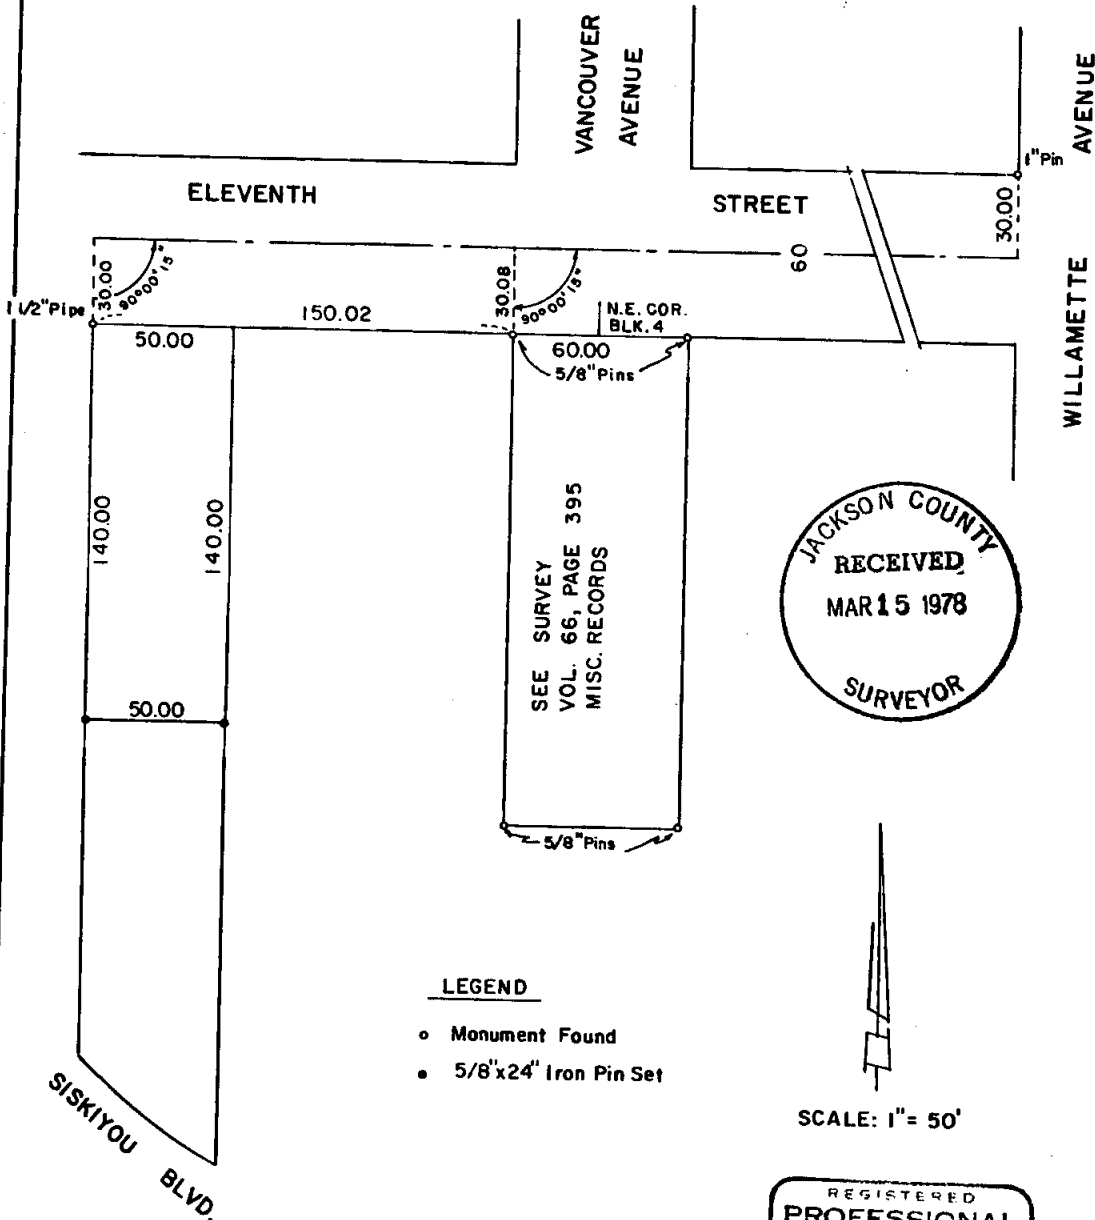 VANCOUVER
AVENUE
AVENUE
WILLAMETTE
ELEVENTH
STREET
1"Pin
30.00
60
30.00
90°00'15"
30.08
90°00'15"
1 1/2"Pipe
150.02
N.E. COR.
BLK. 4
50.00
60.00
5/8"Pins
140.00
140.00
SEE SURVEY
VOL. 66, PAGE 395
MISC. RECORDS
JACKSON COUNTY
RECEIVED
MAR 15 1978
SURVEYOR
50.00
5/8"Pins
LEGEND
Monument Found
5/8"x24" Iron Pin Set
SCALE: 1"= 50'
SISKIYOU BLVD.
REGISTERED
PROFESSIONAL